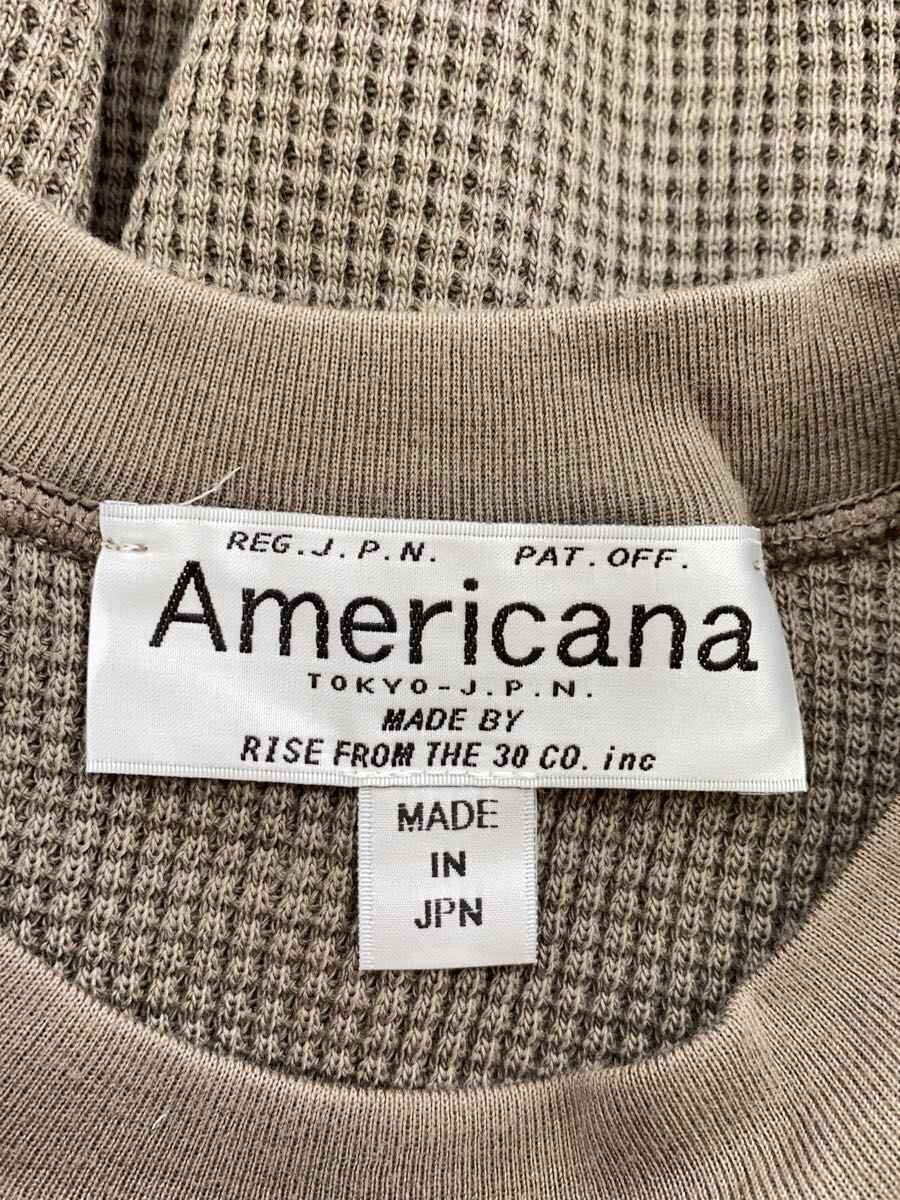 REG.J.P.N. PAT.OFF.
Americana
TOKYO-J.P.N.
MADE BY
RISE FROM THE 30 CO. inc
MADE
IN
JPN